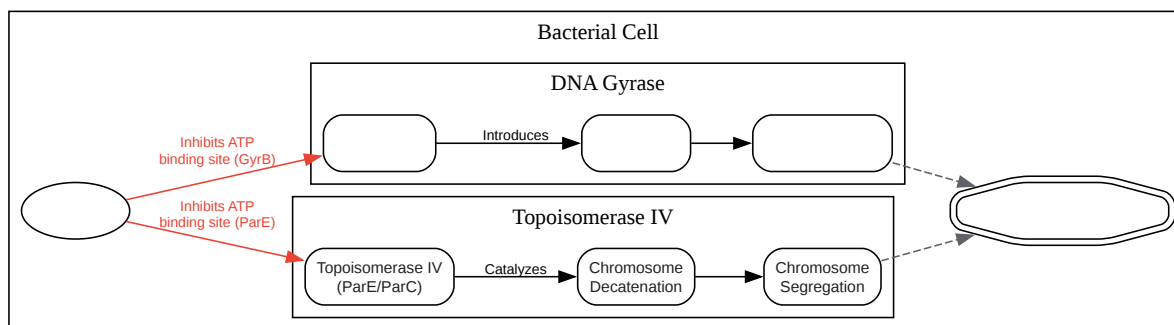 Bacterial Cell
DNA Gyrase
Inhibits ATP
binding site (GyrB)
Introduces
Inhibits ATP
binding site (ParE)
Topoisomerase IV
Topoisomerase IV
(ParE/ParC)
Catalyzes
Chromosome
Decatenation
Chromosome
Segregation